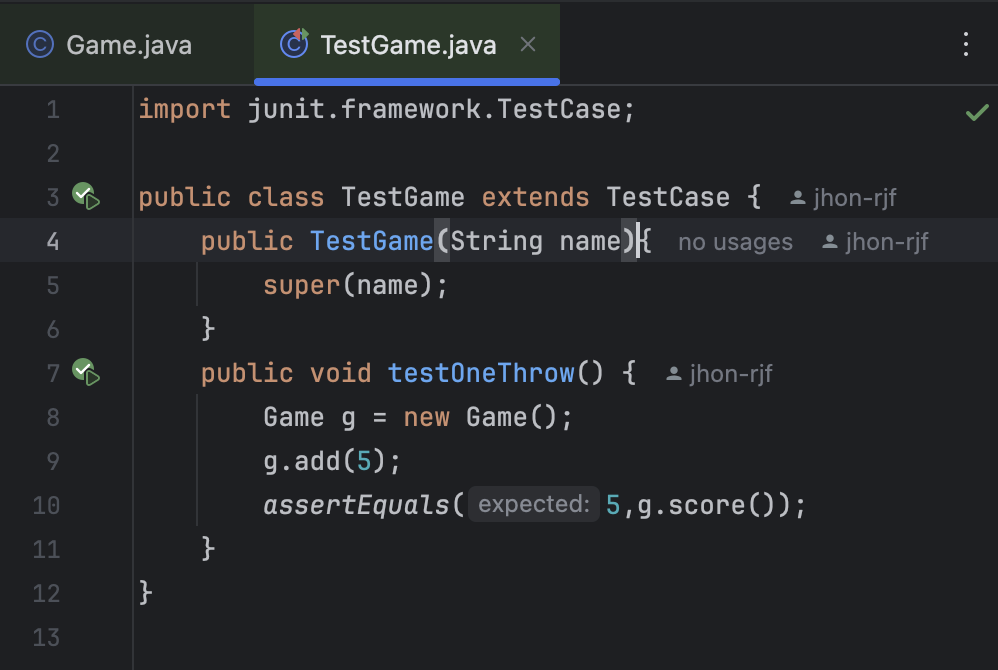 Game.java TestGame.java
1 import junit.framework.TestCase;
2
3 public class TestGame extends TestCase { jhon-rjf
4 public TestGame(String name){ no usages jhon-rjf
5 super(name);
6 }
7 public void testOneThrow() { jhon-rjf
8 Game g = new Game();
9 g.add(5);
10 assertEquals( expected: 5,g.score());
11 }
12 }
13